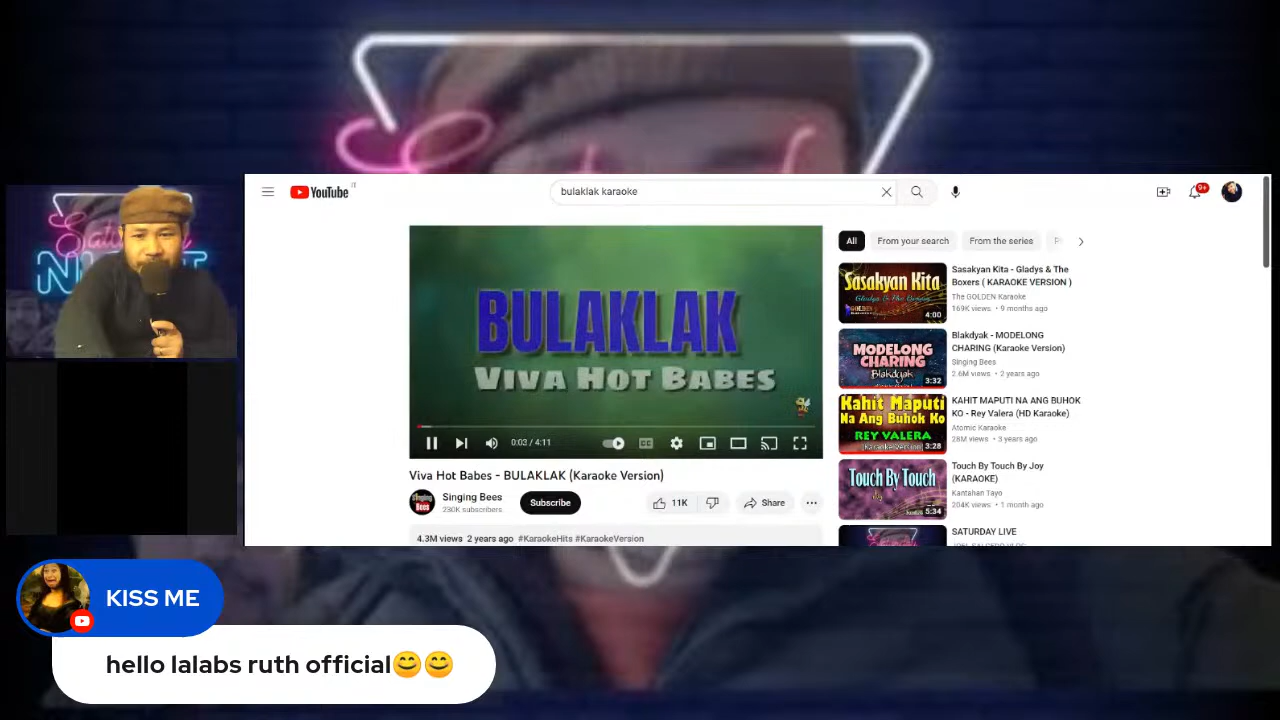 YouTube
IT
bulaklak karaoke
9+
BULAKLAK
VIVA HOT BABES
0:03 / 4:11
Viva Hot Babes - BULAKLAK (Karaoke Version)
Singing Bees
230K subscribers
Subscribe
11K
Share
4.3M views 2 years ago #KaraokeHits #KaraokeVersion
All
From your search
From the series
Sasakyan Kita
4:00
Sasakyan Kita - Gladys & The
Boxers ( KARAOKE VERSION )
The GOLDEN Karaoke
169K views • 9 months ago
MODELONG
CHARING
Blakdyak
3:32
Blakdyak - MODELONG
CHARING (Karaoke Version)
Singing Bees
2.6M views • 2 years ago
Kahit Maputi
Na Ang Buhok Ko
REY VALERA
(Karaoke Version)
3:28
KAHIT MAPUTI NA ANG BUHOK
KO - Rey Valera (HD Karaoke)
Atomic Karaoke
28M views • 3 years ago
Touch By Touch
5:34
Touch By Touch By Joy
(KARAOKE)
Kantahan Tayo
204K views • 1 month ago
SATURDAY LIVE
KISS ME
hello lalabs ruth official😊😊